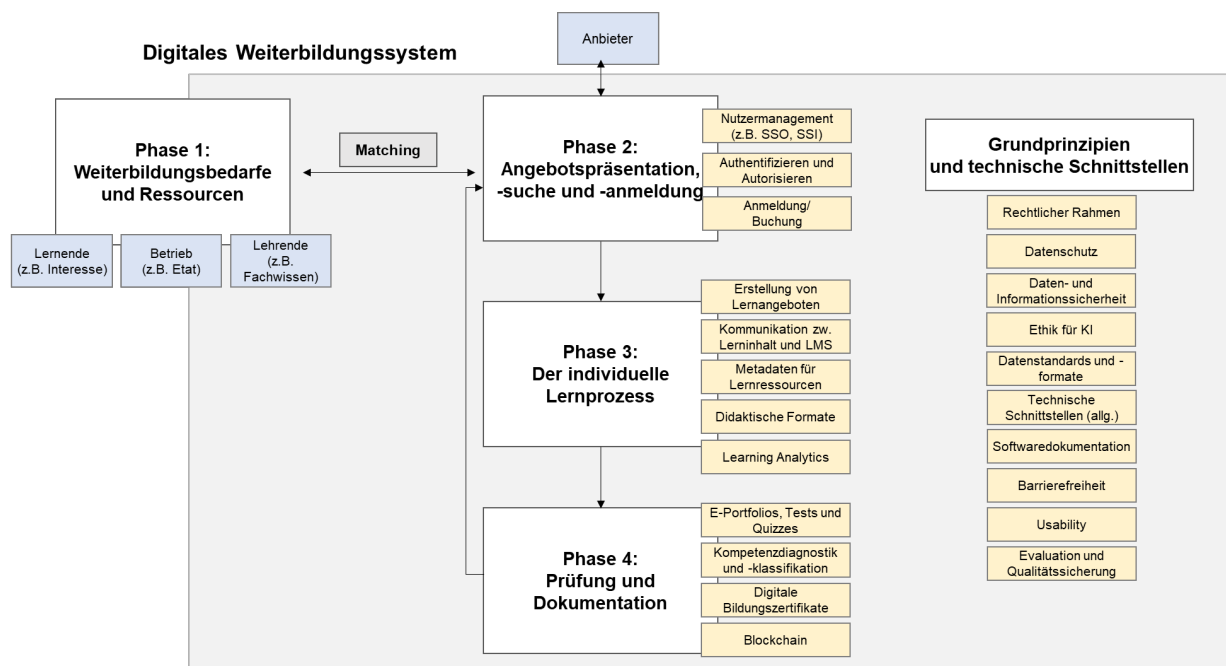 Anbieter
Digitales Weiterbildungssystem
Phase 1:
Weiterbildungsbedarfe
und Ressourcen
Lernende
(z.B. Interesse)
Betrieb
(z.B. Etat)
Lehrende
(z.B.
Fachwissen)
Matching
Phase 2:
Angebotspräsentation,
-suche und -anmeldung
Nutzermanagement
(z.B. SSO, SSI)
Authentifizieren und
Autorisieren
Anmeldung/
Buchung
Phase 3:
Der individuelle
Lernprozess
Erstellung von
Lernangeboten
Kommunikation zw.
Lerninhalt und LMS
Metadaten für
Lernressourcen
Didaktische Formate
Learning Analytics
Phase 4:
Prüfung und
Dokumentation
E-Portfolios, Tests und
Quizzes
Kompetenzdiagnostik
und -klassifikation
Digitale
Bildungszertifikate
Blockchain
Grundprinzipien
und technische Schnittstellen
Rechtlicher Rahmen
Datenschutz
Daten- und
Informationssicherheit
Ethik für KI
Datenstandards und -
formate
Technische
Schnittstellen (allg.)
Softwaredokumentation
Barrierefreiheit
Usability
Evaluation und
Qualitätssicherung